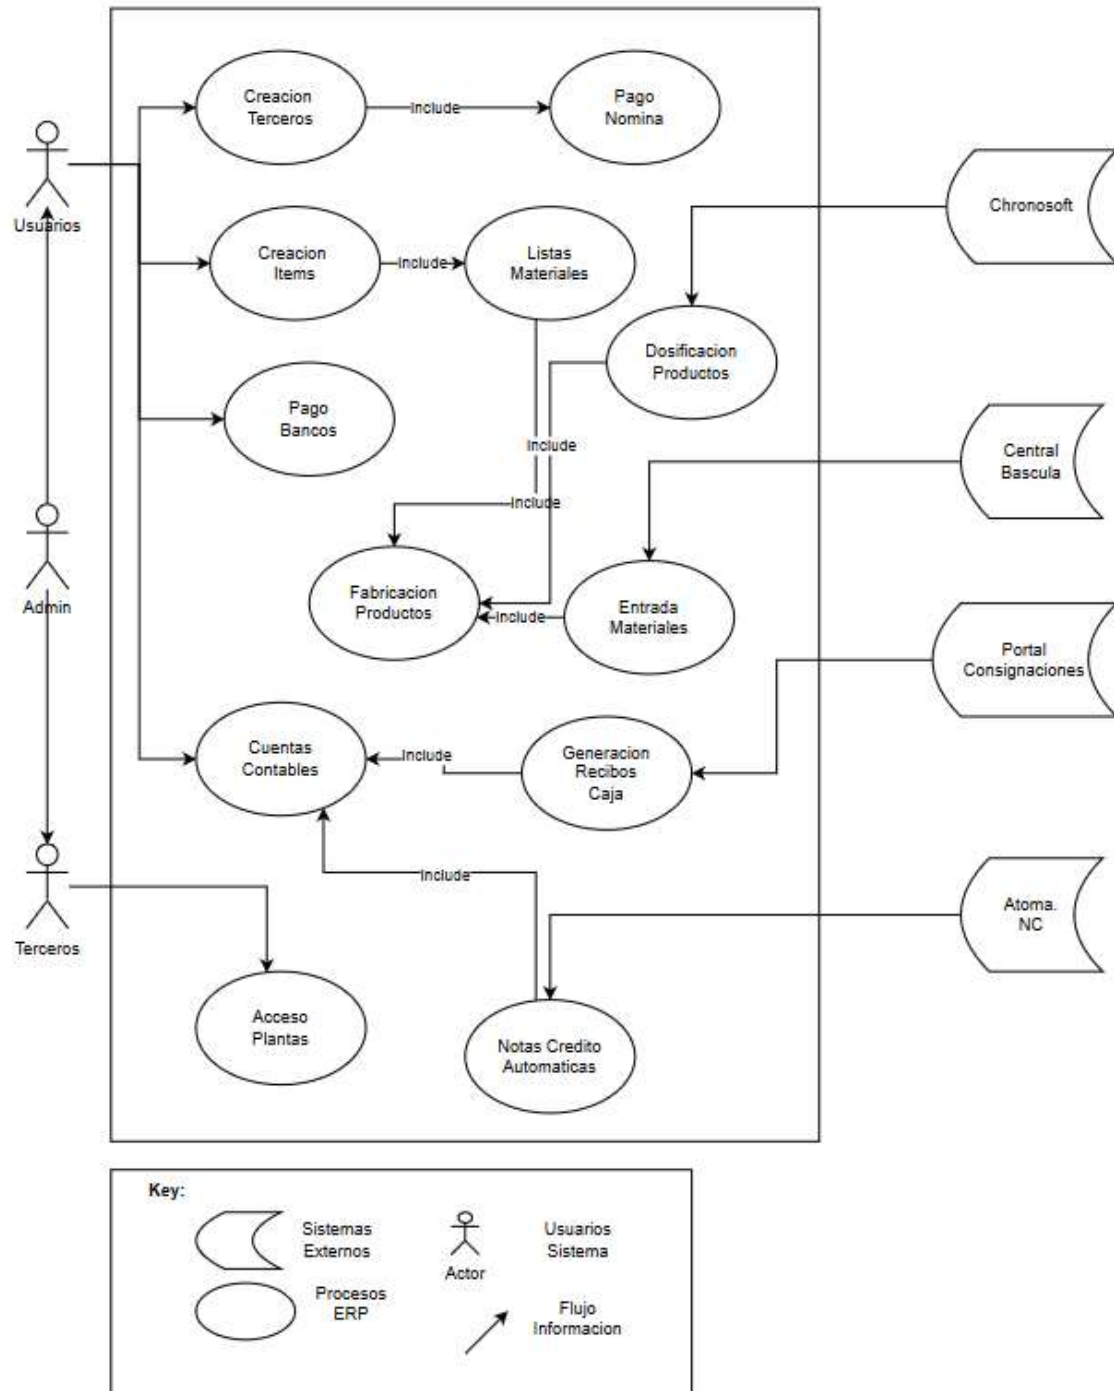 Creacion
Terceros
Include
Pago
Nomina
Usuarios
Chronosoft
Creacion
Items
Include
Listas
Materiales
Dosificacion
Productos
Pago
Bancos
Include
Central
Bascula
Include
Admin
Fabricacion
Productos
Include
Entrada
Materiales
Portal
Consignaciones
Cuentas
Contables
Include
Generacion
Recibos
Caja
Include
Terceros
Atoma.
NC
Acceso
Plantas
Notas Credito
Automaticas
Key:
Sistemas
Externos
Actor
Usuarios
Sistema
Procesos
ERP
Flujo
Informacion